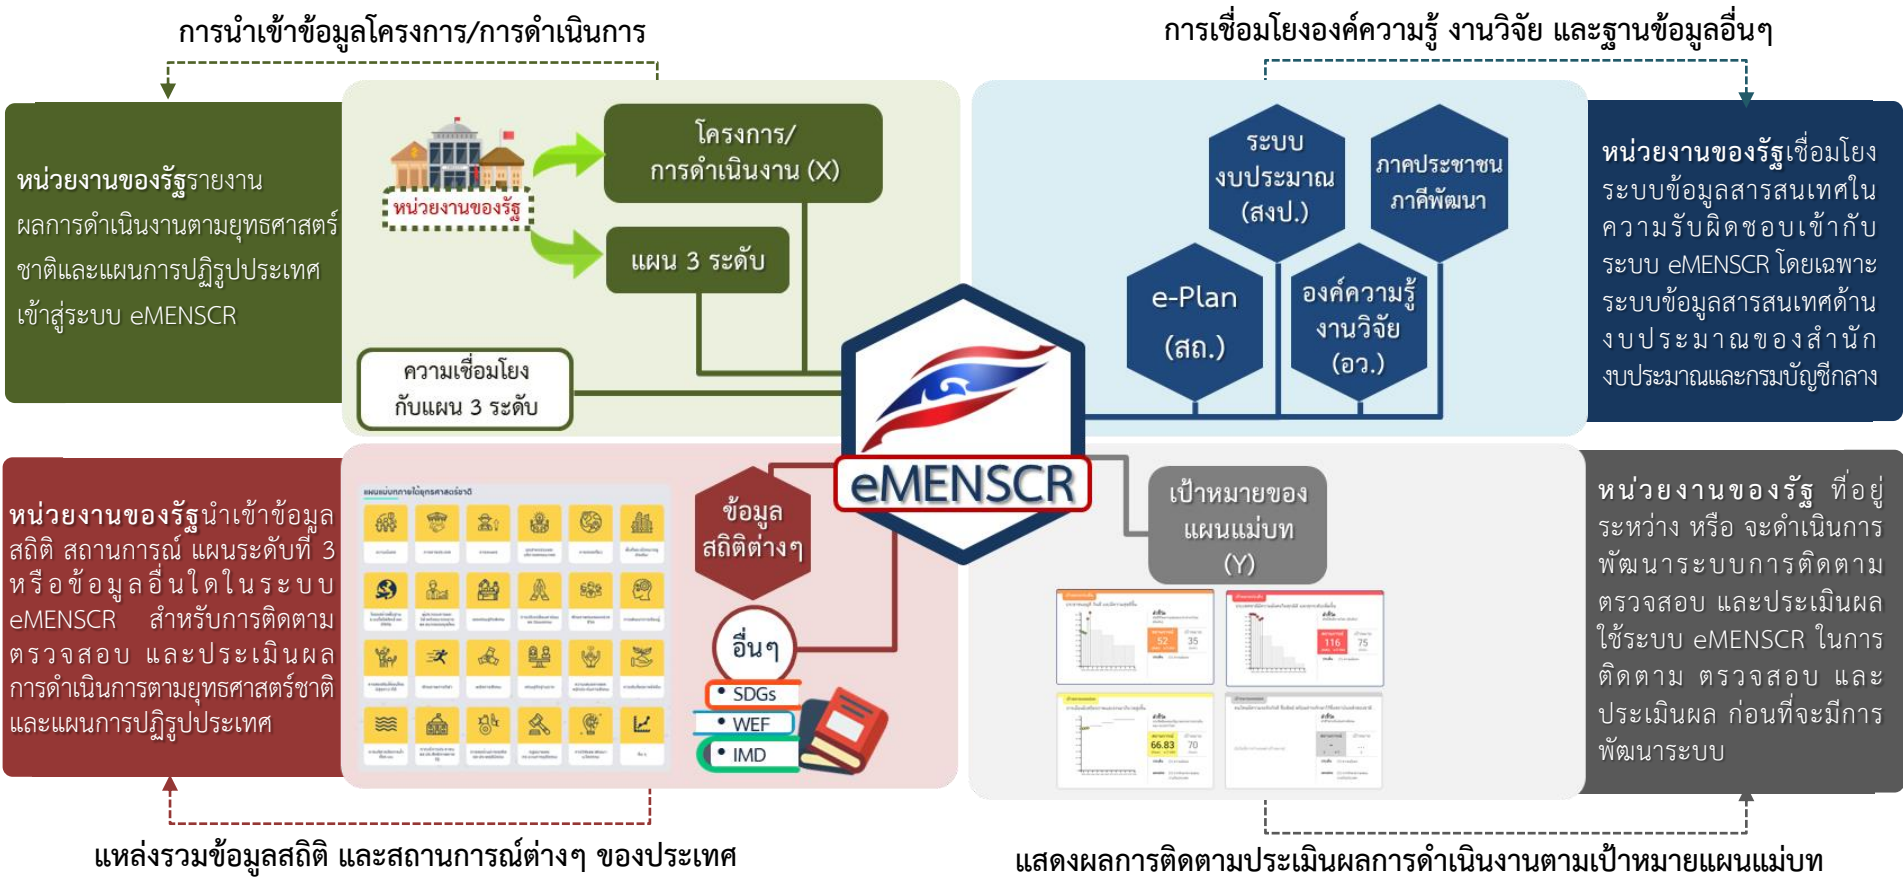 การนำเข้าข้อมูลโครงการ/การดำเนินการ
หน่วยงานของรัฐรายงาน
ผลการดำเนินงานตามยุทธศาสตร์
ชาติและแผนการปฏิรูปประเทศ
เข้าสู่ระบบ eMENSCR
หน่วยงานของรัฐ
โครงการ/
การดำเนินงาน (X)
แผน 3 ระดับ
ความเชื่อมโยง
กับแผน 3 ระดับ
การเชื่อมโยงองค์ความรู้ งานวิจัย และฐานข้อมูลอื่นๆ
ระบบ
งบประมาณ
(สงป.)
ภาคประชาชน
ภาคีพัฒนา
e-Plan
(สถ.)
องค์ความรู้
งานวิจัย
(อว.)
หน่วยงานของรัฐเชื่อมโยง
ระบบข้อมูลสารสนเทศใน
ความรับผิดชอบเข้ากับ
ระบบ eMENSCR โดยเฉพาะ
ระบบข้อมูลสารสนเทศด้าน
งบประมาณของสำนัก
งบประมาณและกรมบัญชีกลาง
eMENSCR
หน่วยงานของรัฐนำเข้าข้อมูล
สถิติ สถานการณ์ แผนระดับที่ 3
หรือข้อมูลอื่นใดในระบบ
eMENSCR สำหรับการติดตาม
ตรวจสอบ และประเมินผล
การดำเนินการตามยุทธศาสตร์ชาติ
และแผนการปฏิรูปประเทศ
แผนแม่บทภายใต้ยุทธศาสตร์ชาติ
ข้อมูล
สถิติต่างๆ
อื่นๆ
• SDGs
• WEF
• IMD
แหล่งรวมข้อมูลสถิติ และสถานการณ์ต่างๆ ของประเทศ
เป้าหมายของ
แผนแม่บท
(Y)
52 35
116 75
66.83 70
หน่วยงานของรัฐ ที่อยู่
ระหว่าง หรือ จะดำเนินการ
พัฒนาระบบการติดตาม
ตรวจสอบ และประเมินผล
ใช้ระบบ eMENSCR ในการ
ติดตาม ตรวจสอบ และ
ประเมินผล ก่อนที่จะมีการ
พัฒนาระบบ
แสดงผลการติดตามประเมินผลการดำเนินงานตามเป้าหมายแผนแม่บท